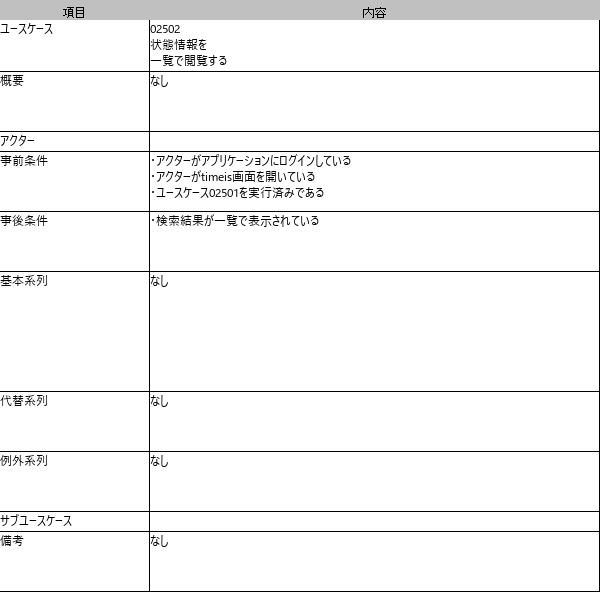 項目 内容
ユースケース 02502
状態情報を
一覧で閲覧する
概要 なし
アクター
事前条件 ・アクターがアプリケーションにログインしている
・アクターがtimeis画面を開いている
・ユースケース02501を実行済みである
事後条件 ・検索結果が一覧で表示されている
基本系列 なし
代替系列 なし
例外系列 なし
サブユースケース
備考 なし